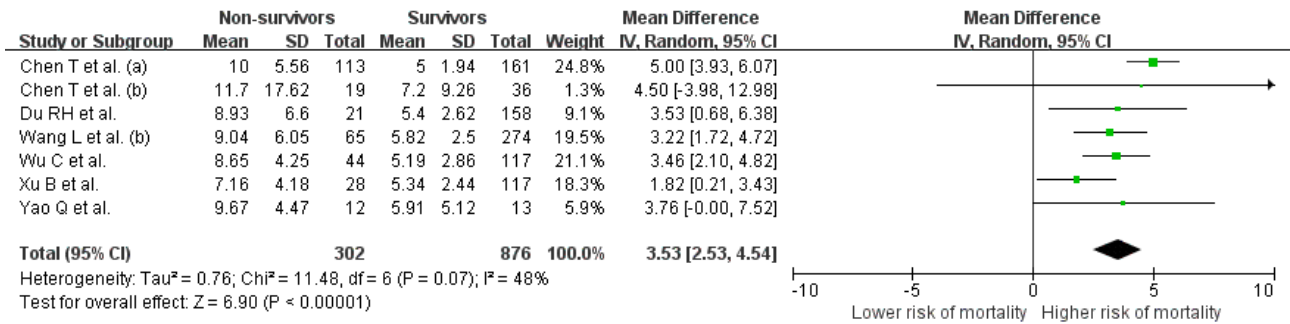 Non-survivors Survivors Mean Difference Mean Difference
Study or Subgroup Mean SD Total Mean SD Total Weight IV, Random, 95% CI IV, Random, 95% CI
Chen T et al. (a) 10 5.56 113 5 1.94 161 24.8% 5.00 [3.93, 6.07]
Chen T et al. (b) 11.7 17.62 19 7.2 9.26 36 1.3% 4.50 [-3.98, 12.98]
Du RH et al. 8.93 6.6 21 5.4 2.62 158 9.1% 3.53 [0.68, 6.38]
Wang L et al. (b) 9.04 6.05 65 5.82 2.5 274 19.5% 3.22 [1.72, 4.72]
Wu C et al. 8.65 4.25 44 5.19 2.86 117 21.1% 3.46 [2.10, 4.82]
Xu B et al. 7.16 4.18 28 5.34 2.44 117 18.3% 1.82 [0.21, 3.43]
Yao Q et al. 9.67 4.47 12 5.91 5.12 13 5.9% 3.76 [-0.00, 7.52]
Total (95% CI) 302 876 100.0% 3.53 [2.53, 4.54]
Heterogeneity: Tau² = 0.76; Chi² = 11.48, df = 6 (P = 0.07); I² = 48%
Test for overall effect: Z = 6.90 (P < 0.00001)
-10 -5 0 5 10
Lower risk of mortality Higher risk of mortality